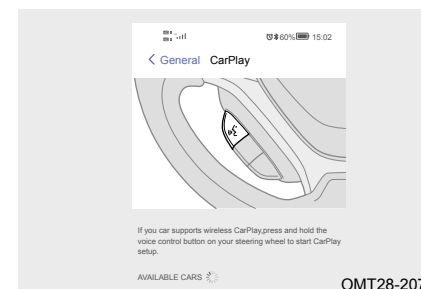 60% 15:02
General CarPlay
If you car supports wireless CarPlay,press and hold the
voice control button on your steering wheel to start CarPlay
setup.
AVAILABLE CARS
OMT28-207